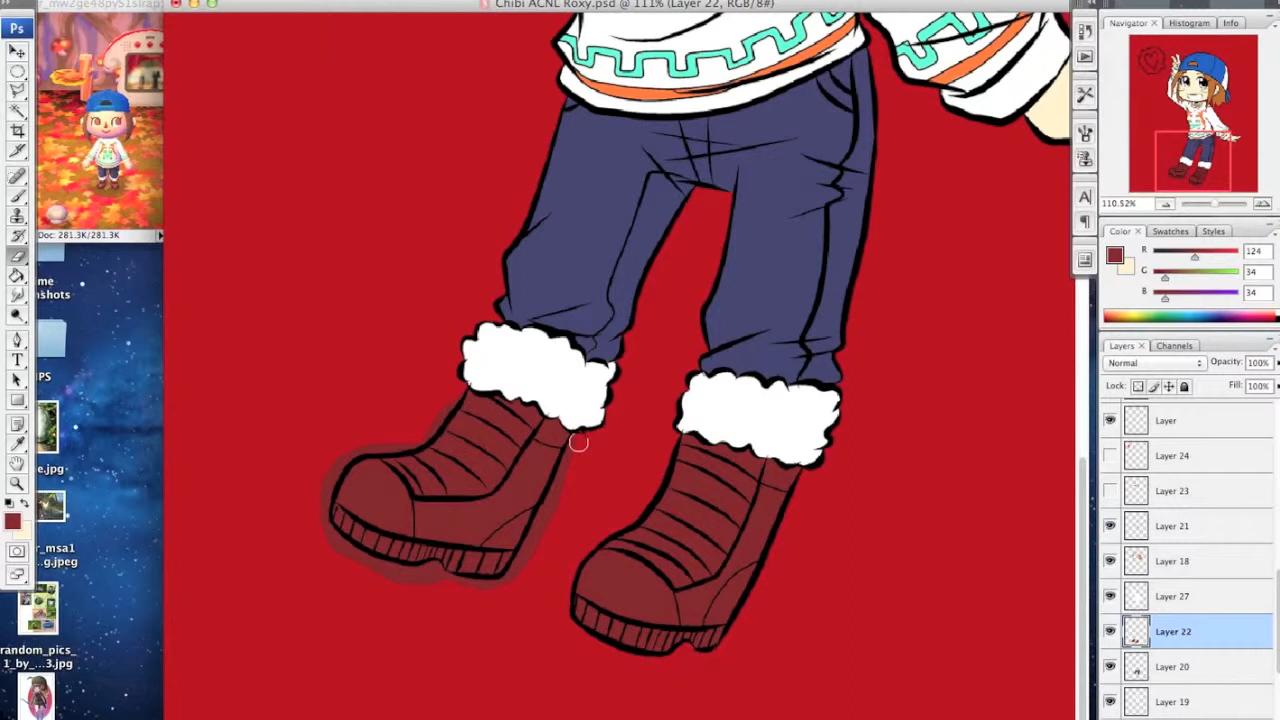 Chibi ACNL Roxy.psd @ 111% (Layer 22, RGB/8#)
Ps
Doc: 281.3K/281.3K
me
shots
PS
e.jpg
r_msa1
...g.jpeg
random_pics_
1_by_...3.jpg
T
A
Navigator × Histogram Info
110.52%
Color × Swatches Styles
R 124
G 34
B 34
Layers × Channels
Normal Opacity: 100%
Lock: Fill: 100%
Layer
Layer 24
Layer 23
Layer 21
Layer 18
Layer 27
Layer 22
Layer 20
Layer 19